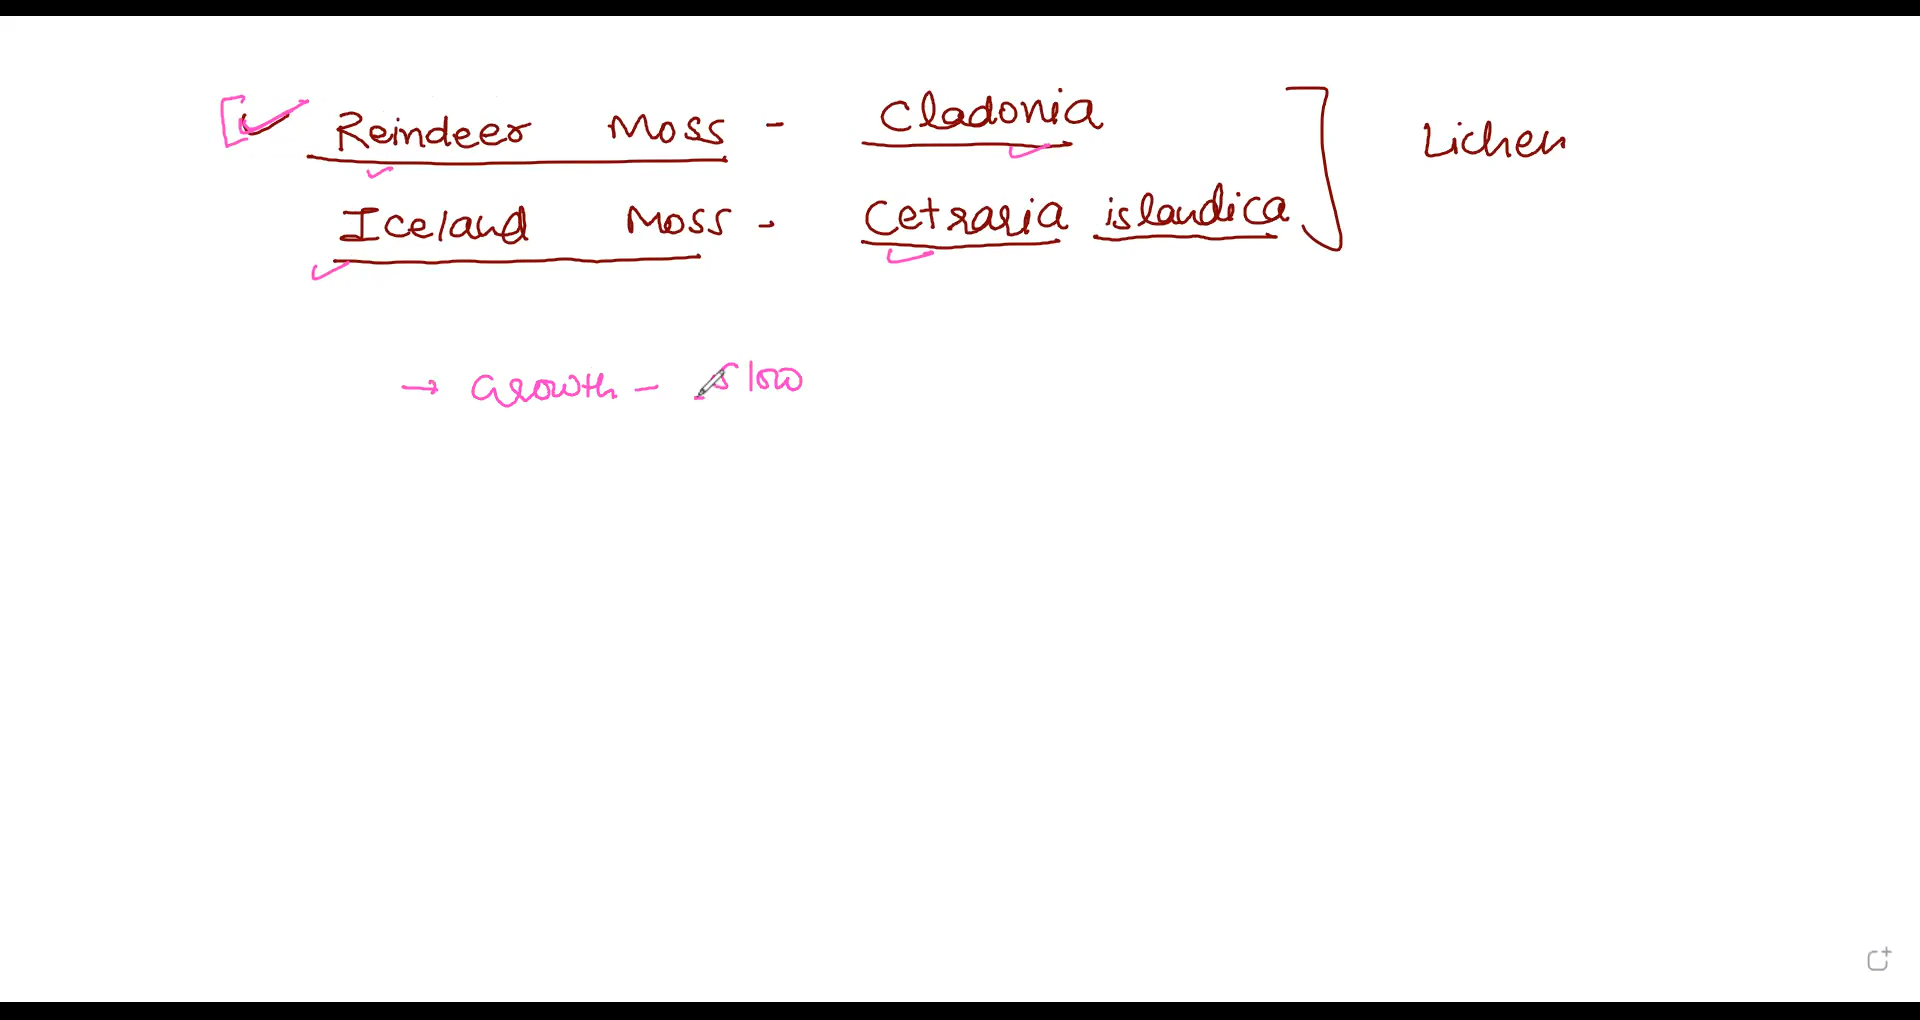 Reindeer Moss - Cladonia
Iceland Moss - Cetraria islandica
Lichen
→ Growth - Slow